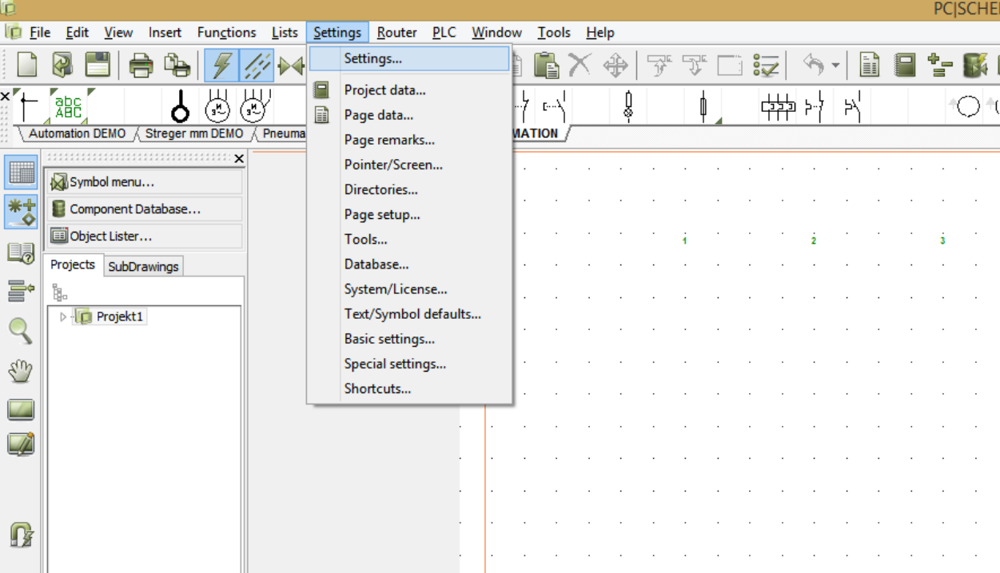 PC|SCHE
File Edit View Insert Functions Lists Settings Router PLC Window Tools Help
Settings...
Project data...
Page data...
Page remarks...
Pointer/Screen...
Directories...
Page setup...
Tools...
Database...
System/License...
Text/Symbol defaults...
Basic settings...
Special settings...
Shortcuts...
abc
ABC
Automation DEMO Streger mm DEMO Pneuma MATION
Symbol menu...
Component Database...
Object Lister...
Projects SubDrawings
Projekt1
1 2 3